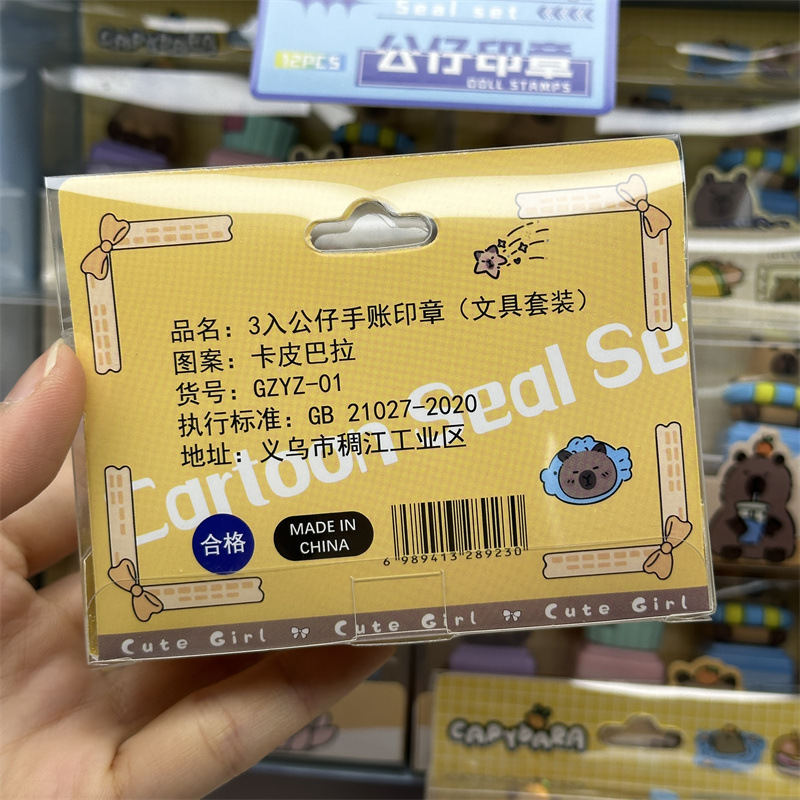 Seal set
12PCS
公仔印章
DOLL STAMPS
CAPYBARA
品名：3入公仔手账印章（文具套装）
图案：卡皮巴拉
货号：GZYZ-01
执行标准：GB 21027-2020
地址：义乌市稠江工业区
Cartoon Seal Se
合格
MADE IN
CHINA
6 989413 289230
Cute Girl Cute Girl Cute Girl
CAPYBARA